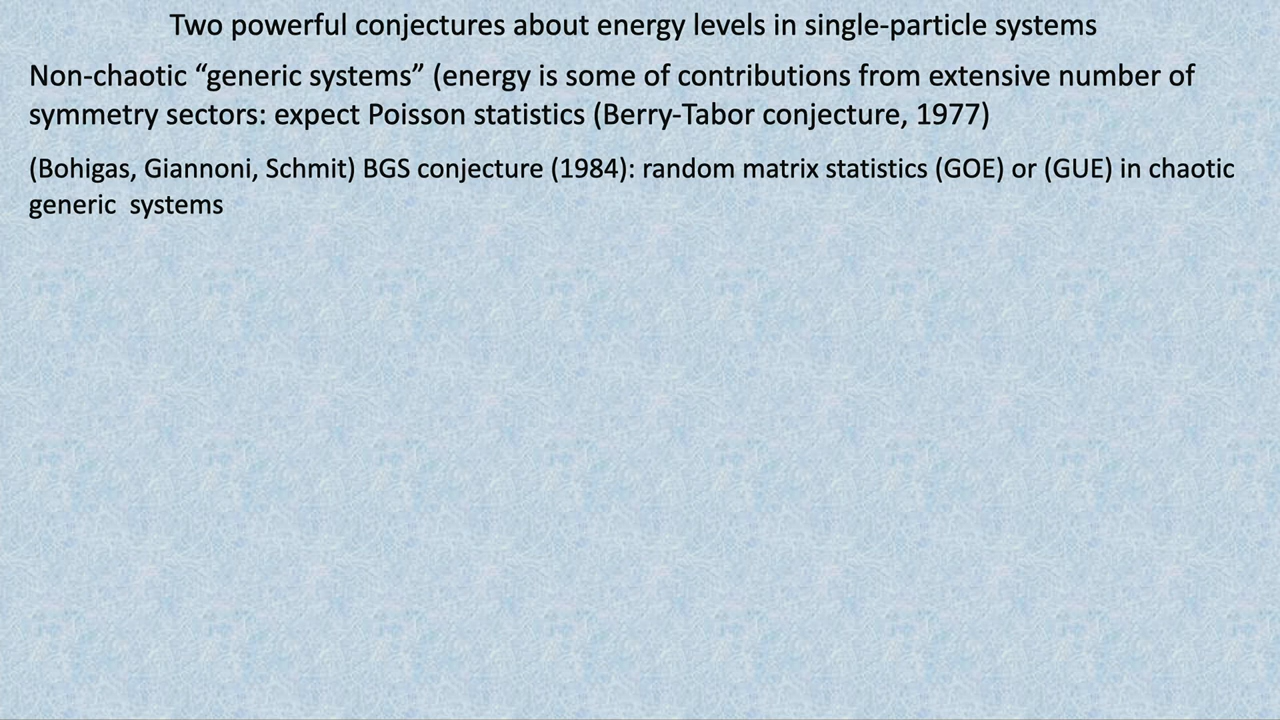 Two powerful conjectures about energy levels in single-particle systems
Non-chaotic “generic systems” (energy is some of contributions from extensive number of
symmetry sectors: expect Poisson statistics (Berry-Tabor conjecture, 1977)
(Bohigas, Giannoni, Schmit) BGS conjecture (1984): random matrix statistics (GOE) or (GUE) in chaotic
generic  systems